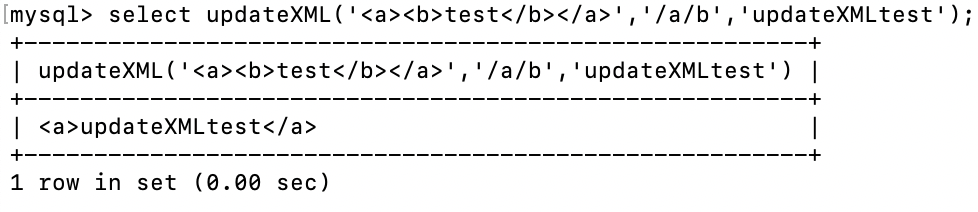 [mysql> select updateXML('<a><b>test</b></a>','/a/b','updateXMLtest');
+-------------------------------------------------------+
| updateXML('<a><b>test</b></a>','/a/b','updateXMLtest') |
+-------------------------------------------------------+
| <a>updateXMLtest</a>                                   |
+-------------------------------------------------------+
1 row in set (0.00 sec)